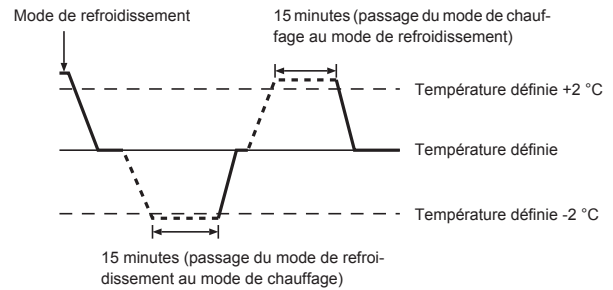 Mode de refroidissement
15 minutes (passage du mode de chauf-
fage au mode de refroidissement)
Température définie +2 °C
Température définie
Température définie -2 °C
15 minutes (passage du mode de refroi-
dissement au mode de chauffage)